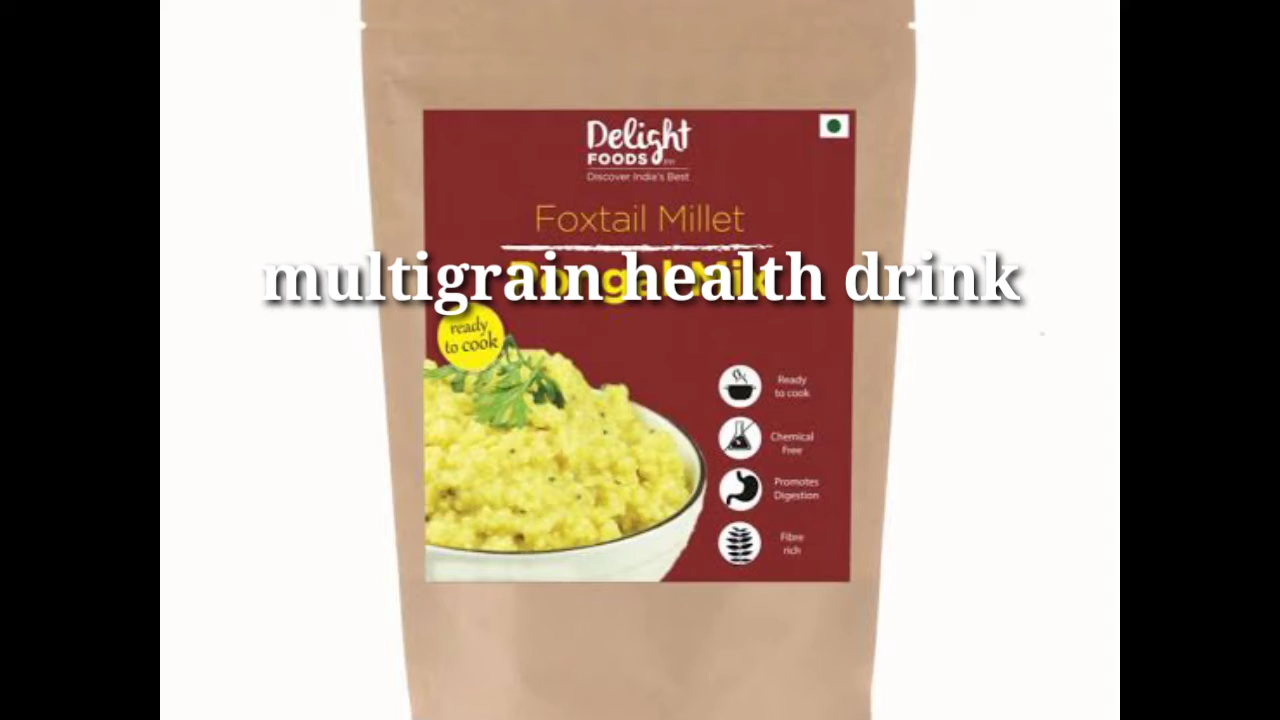 Delight
FOODS
Discover India's Best
Foxtail Millet
multigrain health drink
ready
to cook
Ready
to cook
Chemical
Free
Promotes
Digestion
Fibre
rich